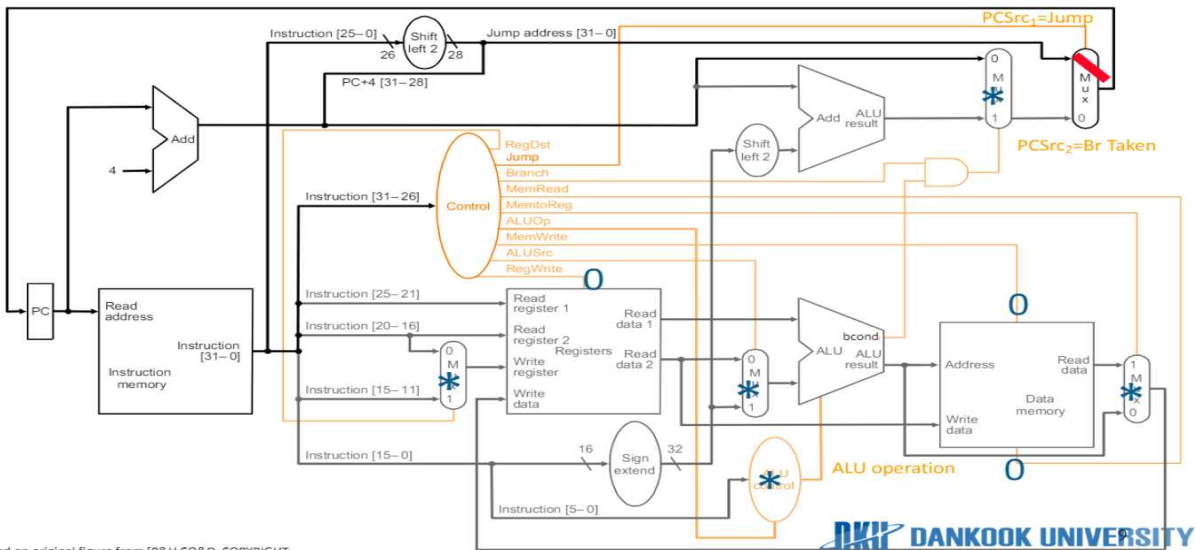 PCSrc₁=Jump
Instruction [25–0]
Shift
left 2
Jump address [31–0]
26
28
PC+4 [31–28]
0
M
1
M
u
x
0
Add
ALU
result
Add
4
Shift
left 2
PCSrc₂=Br Taken
RegDst
Jump
Branch
MemRead
MemtoReg
ALUOp
MemWrite
ALUSrc
RegWrite
Instruction [31–26]
Control
0
0
PC
Read
address
Instruction
[31–0]
Instruction
memory
Instruction [25–21]
Instruction [20–16]
Instruction [15–11]
0
M
1
Read
register 1
Read
register 2
Write
register
Write
data
Registers
Read
data 1
Read
data 2
0
M
1
bcond
ALU
ALU
result
Address
Read
data
Data
memory
Write
data
1
M
0
Instruction [15–0]
16
Sign
extend
32
Instruction [5–0]
ALU operation
0
DKU DANKOOK UNIVERSITY